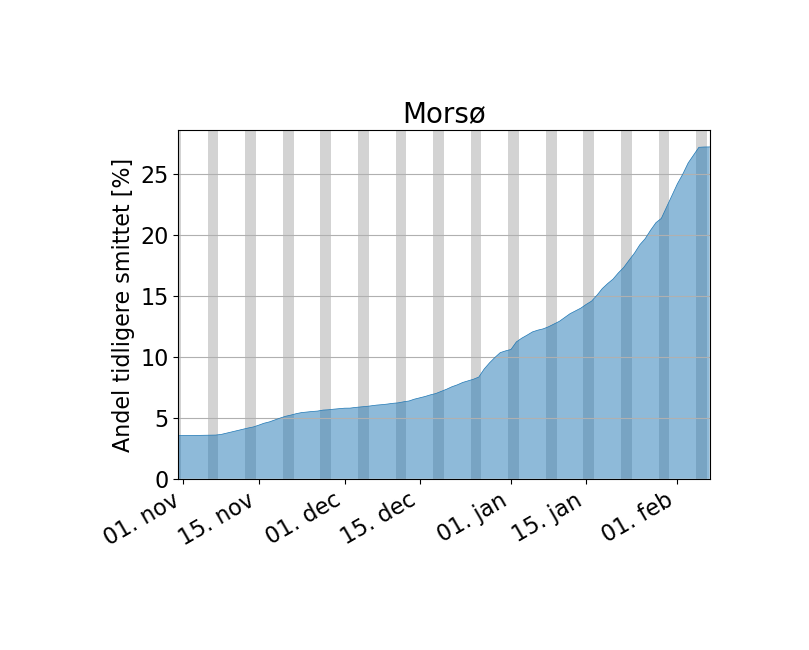 Morsø
Andel tidligere smittet [%]
25
20
15
10
5
0
01. nov
15. nov
01. dec
15. dec
01. jan
15. jan
01. feb